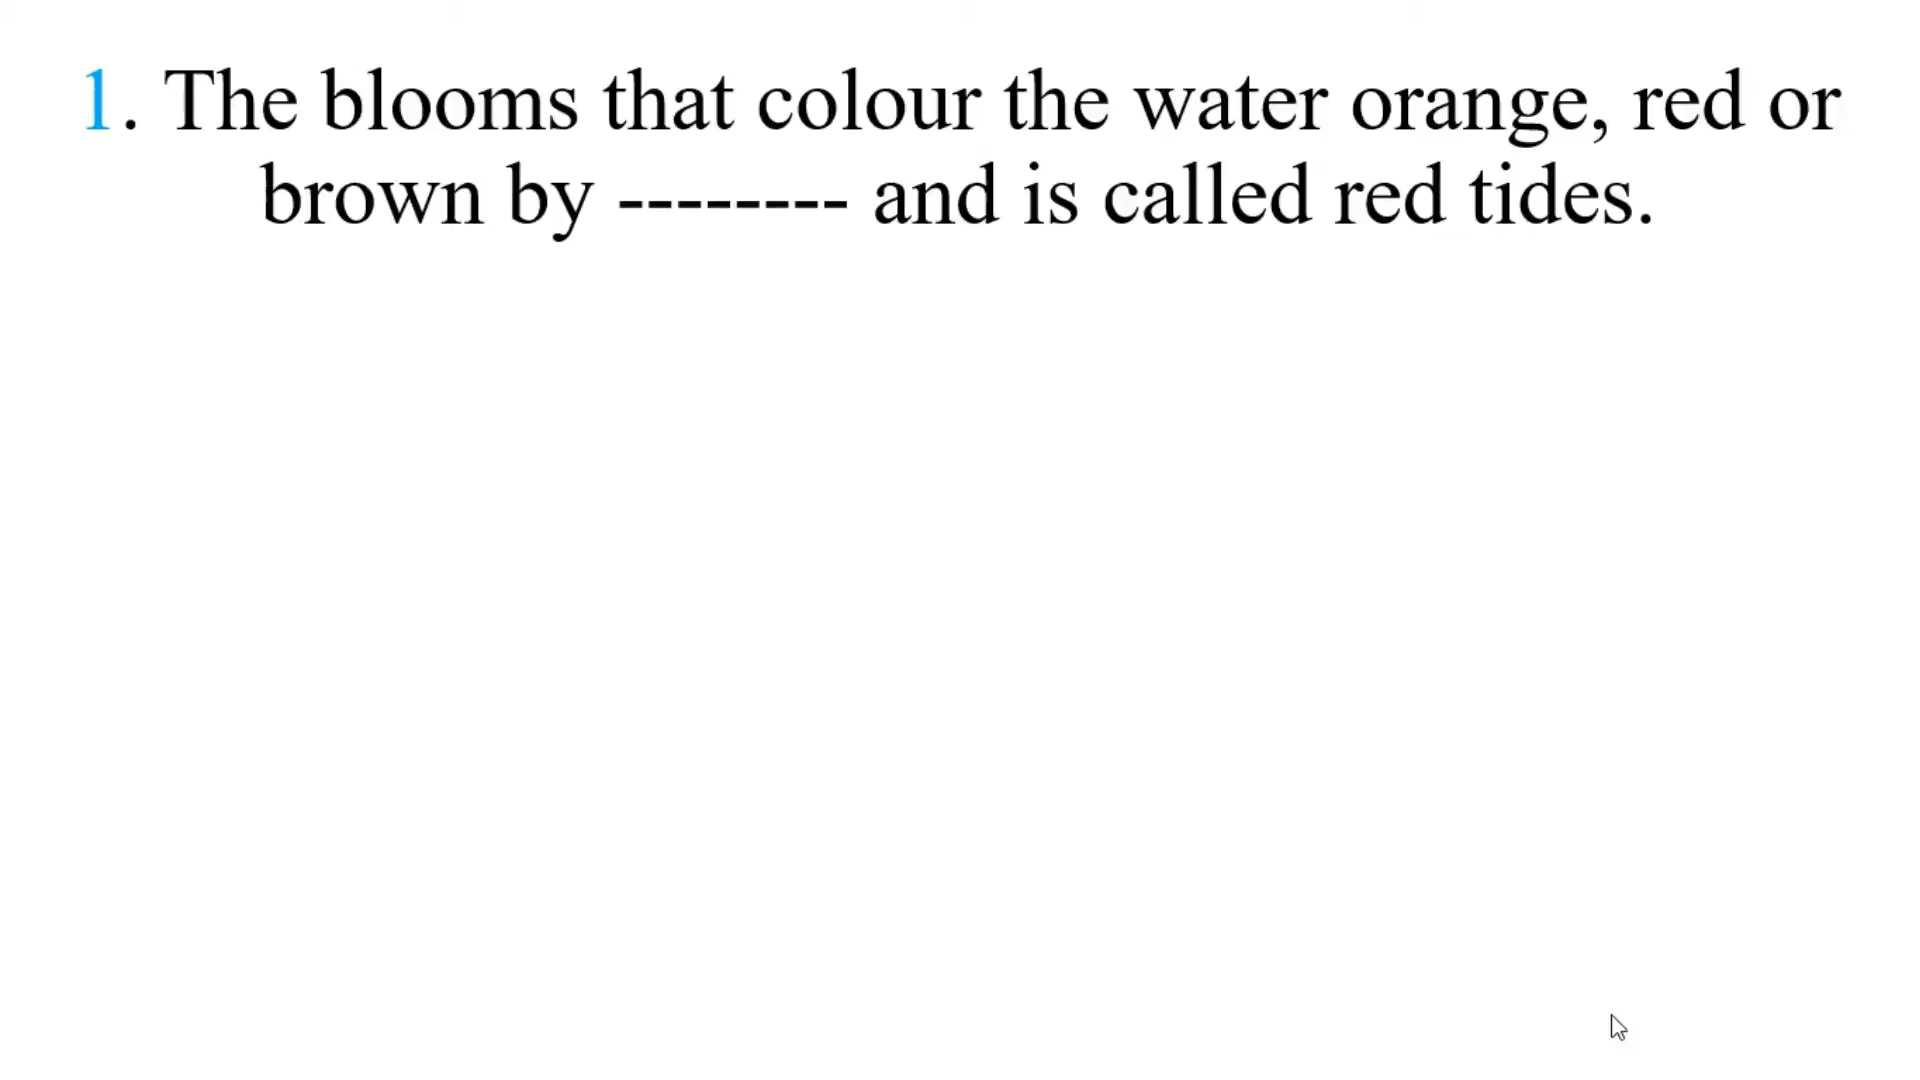 1. The blooms that colour the water orange, red or
brown by -------- and is called red tides.